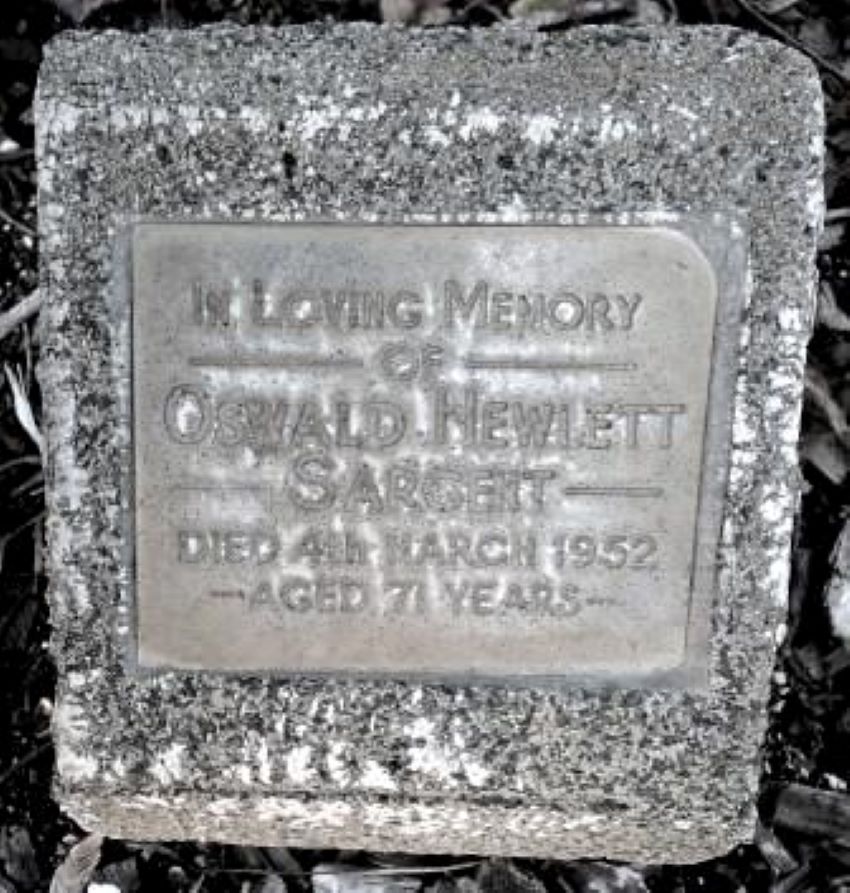 IN LOVING MEMORY
OF
OSWALD HEWLETT
SARGENT
DIED 4th MARCH 1952
AGED 71 YEARS